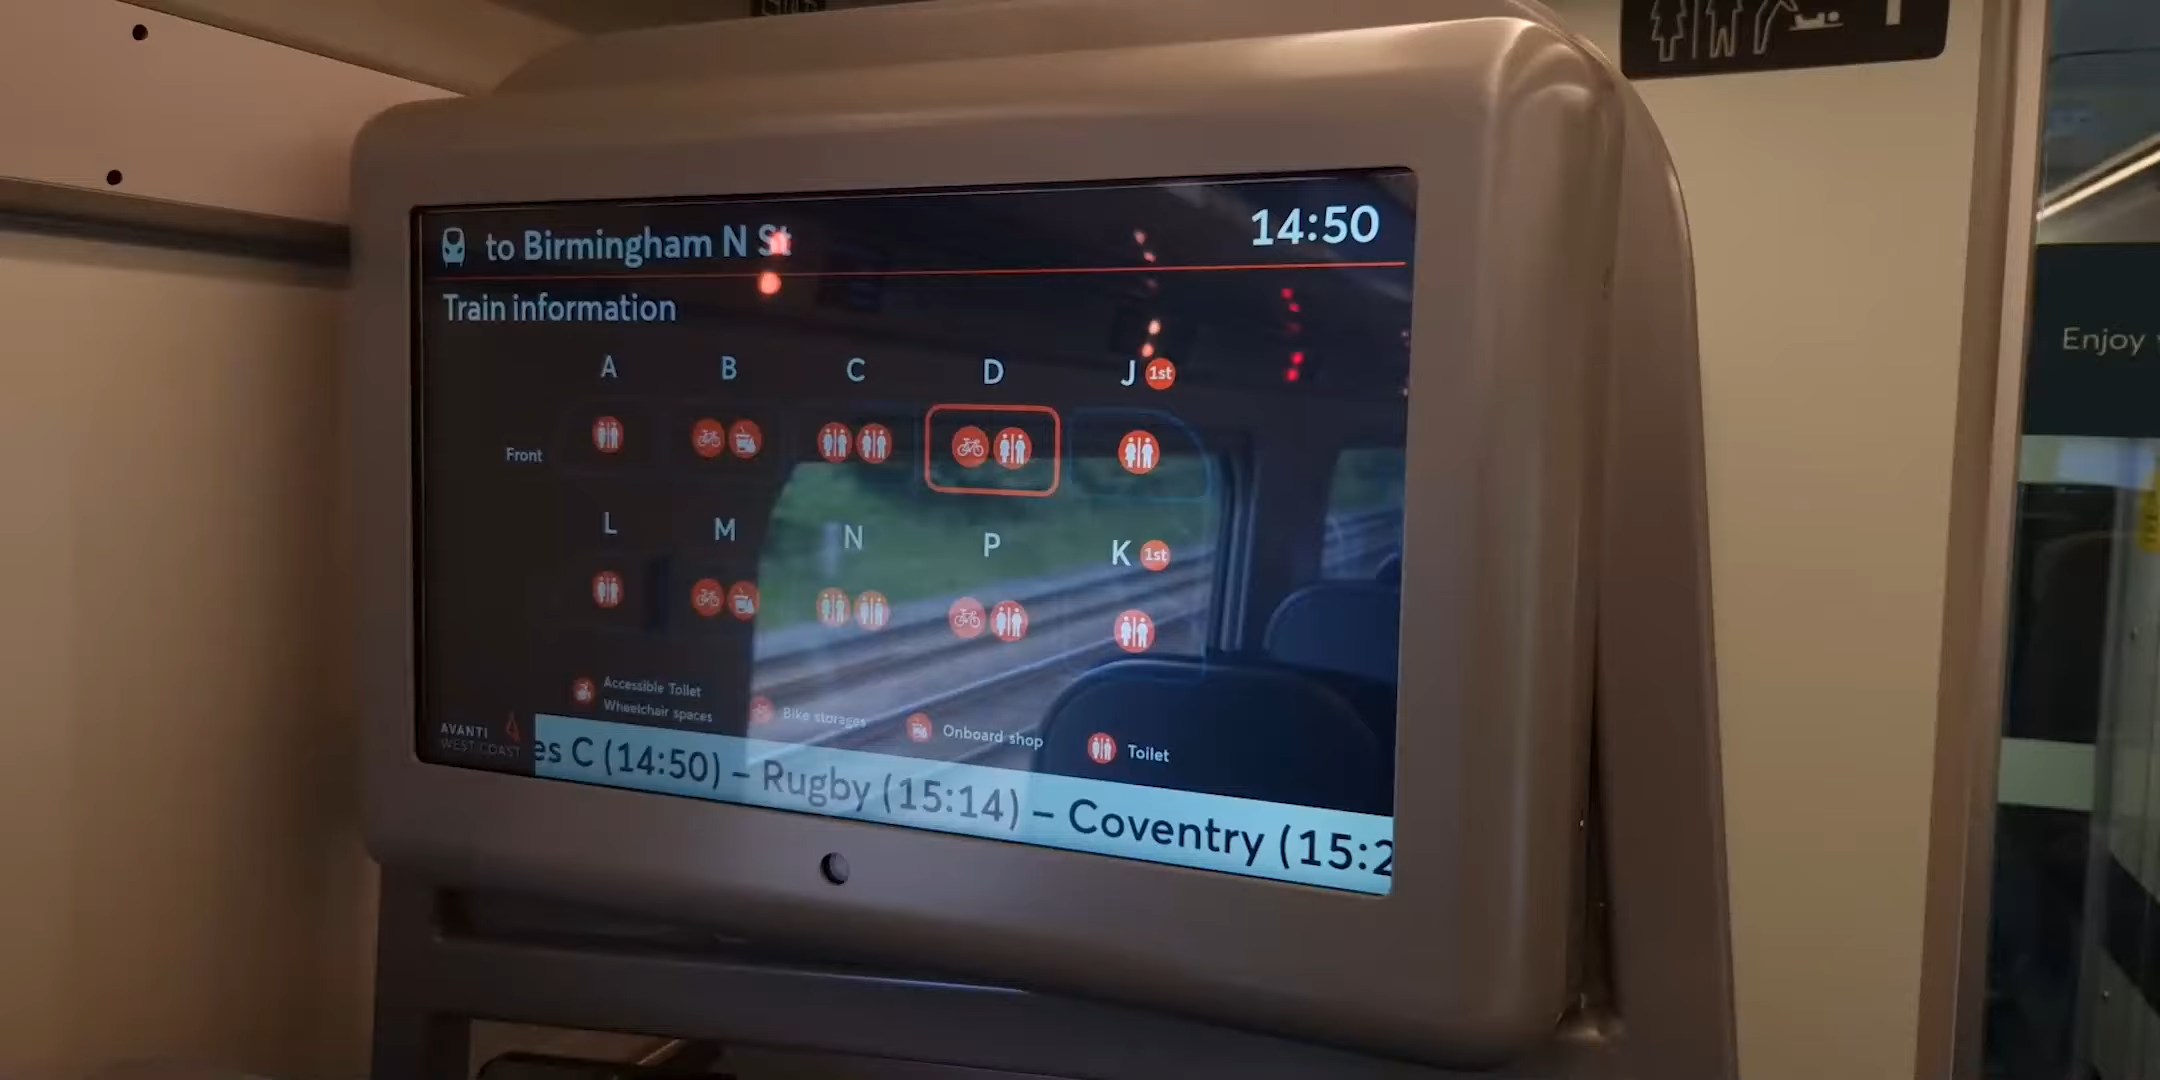 to Birmingham N St
14:50
Train information
A B C D J 1st
Front
L M N P K 1st
Accessible Toilet
Wheelchair spaces
Bike storages
Onboard shop
Toilet
AVANTI
WEST COAST
es C (14:50) – Rugby (15:14) – Coventry (15:2
Enjoy